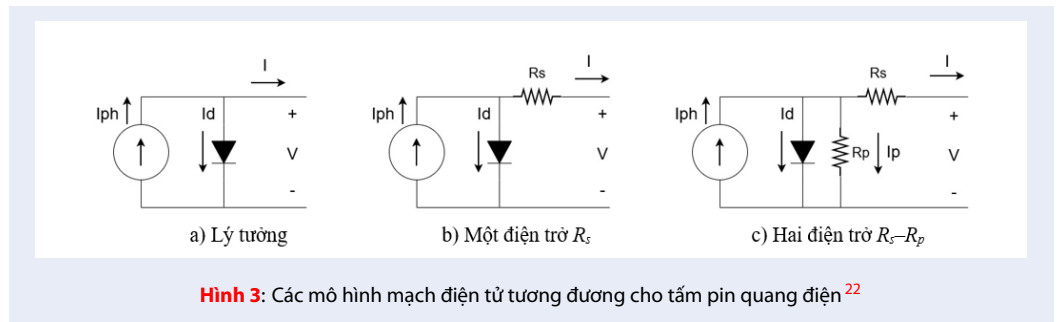 I
Iph Id + V -
a) Lý tưởng
Rs I
Iph Id + V -
b) Một điện trở Rs
Rs I
Iph Id Rp Ip + V -
c) Hai điện trở Rs–Rp
Hình 3: Các mô hình mạch điện tử tương đương cho tấm pin quang điện 22